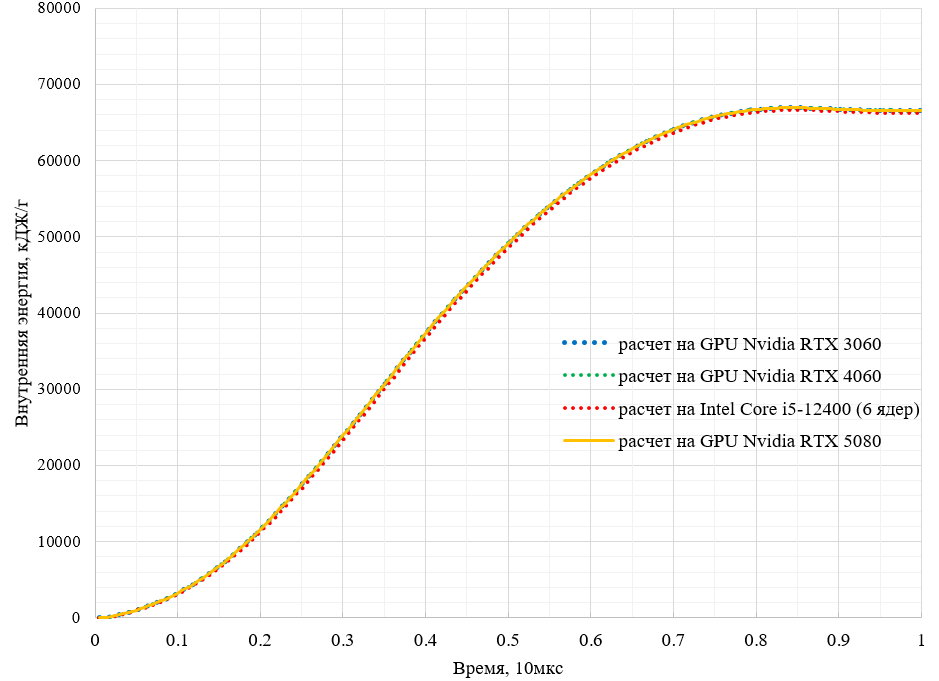 80000
70000
60000
50000
40000
30000
20000
10000
0
Внутренняя энергия, кДЖ/г
расчет на GPU Nvidia RTX 3060
расчет на GPU Nvidia RTX 4060
расчет на Intel Core i5-12400 (6 ядер)
расчет на GPU Nvidia RTX 5080
0 0.1 0.2 0.3 0.4 0.5 0.6 0.7 0.8 0.9 1
Время, 10мкс